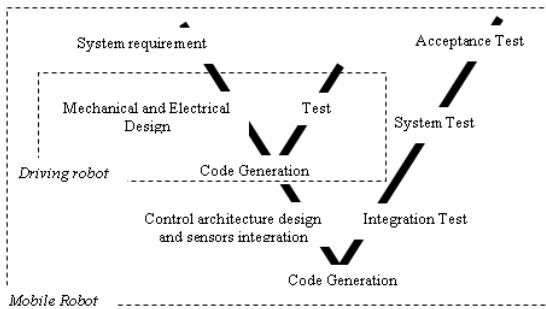 System requirement
Acceptance Test
Mechanical and Electrical
Design
Test
System Test
Driving robot
Code Generation
Control architecture design
and sensors integration
Integration Test
Code Generation
Mobile Robot